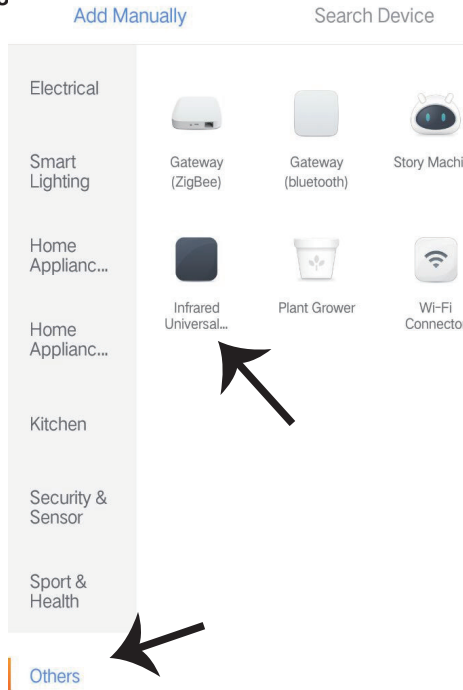 Add Manually
Search Device
Electrical
Smart
Lighting
Home
Applianc...
Home
Applianc...
Kitchen
Security &
Sensor
Sport &
Health
Others
Gateway
(ZigBee)
Gateway
(bluetooth)
Story Machi
Infrared
Universal...
Plant Grower
Wi-Fi
Connecto